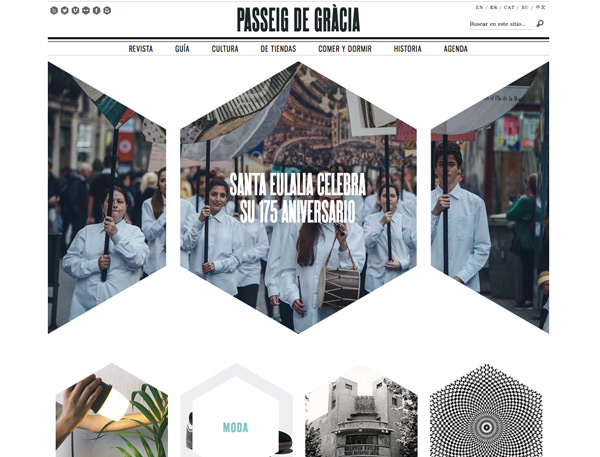 PASSEIG DE GRÀCIA
EN / ES / CAT / RU / 中文
Buscar en este sitio...
REVISTA GUÍA CULTURA DE TIENDAS COMER Y DORMIR HISTORIA AGENDA
SANTA EULALIA CELEBRA
SU 175 ANIVERSARIO
MODA